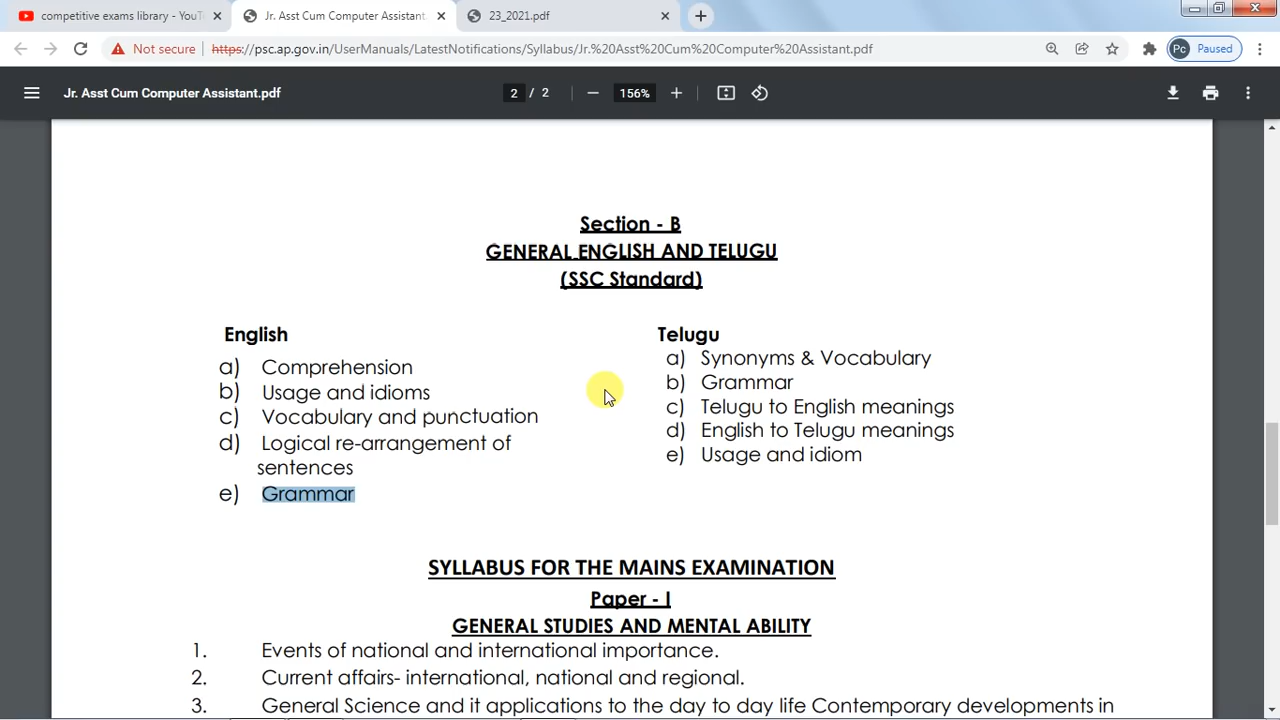 competitive exams library - YouTu
Jr. Asst Cum Computer Assistant.
23_2021.pdf
Not secure
https://psc.ap.gov.in/UserManuals/LatestNotifications/Syllabus/Jr.%20Asst%20Cum%20Computer%20Assistant.pdf
Pc Paused
Jr. Asst Cum Computer Assistant.pdf
2 / 2
156%
Section - B
GENERAL ENGLISH AND TELUGU
(SSC Standard)
English
a) Comprehension
b) Usage and idioms
c) Vocabulary and punctuation
d) Logical re-arrangement of
sentences
e) Grammar
Telugu
a) Synonyms & Vocabulary
b) Grammar
c) Telugu to English meanings
d) English to Telugu meanings
e) Usage and idiom
SYLLABUS FOR THE MAINS EXAMINATION
Paper - I
GENERAL STUDIES AND MENTAL ABILITY
1. Events of national and international importance.
2. Current affairs- international, national and regional.
3. General Science and it applications to the day to day life Contemporary developments in